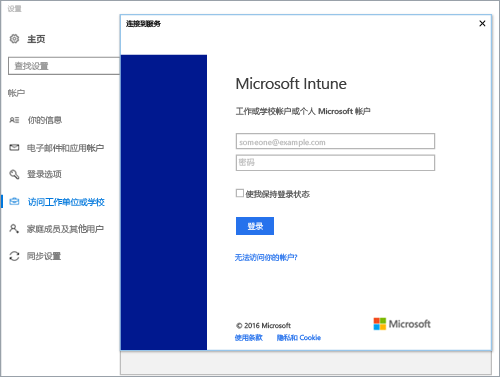 设置
主页
查找设置
帐户
你的信息
电子邮件和应用帐户
登录选项
访问工作单位或学校
家庭成员及其他用户
同步设置
连接到服务
Microsoft Intune
工作或学校帐户或个人 Microsoft 帐户
someone@example.com
密码
使我保持登录状态
登录
无法访问你的帐户?
© 2016 Microsoft
使用条款 隐私和 Cookie
Microsoft